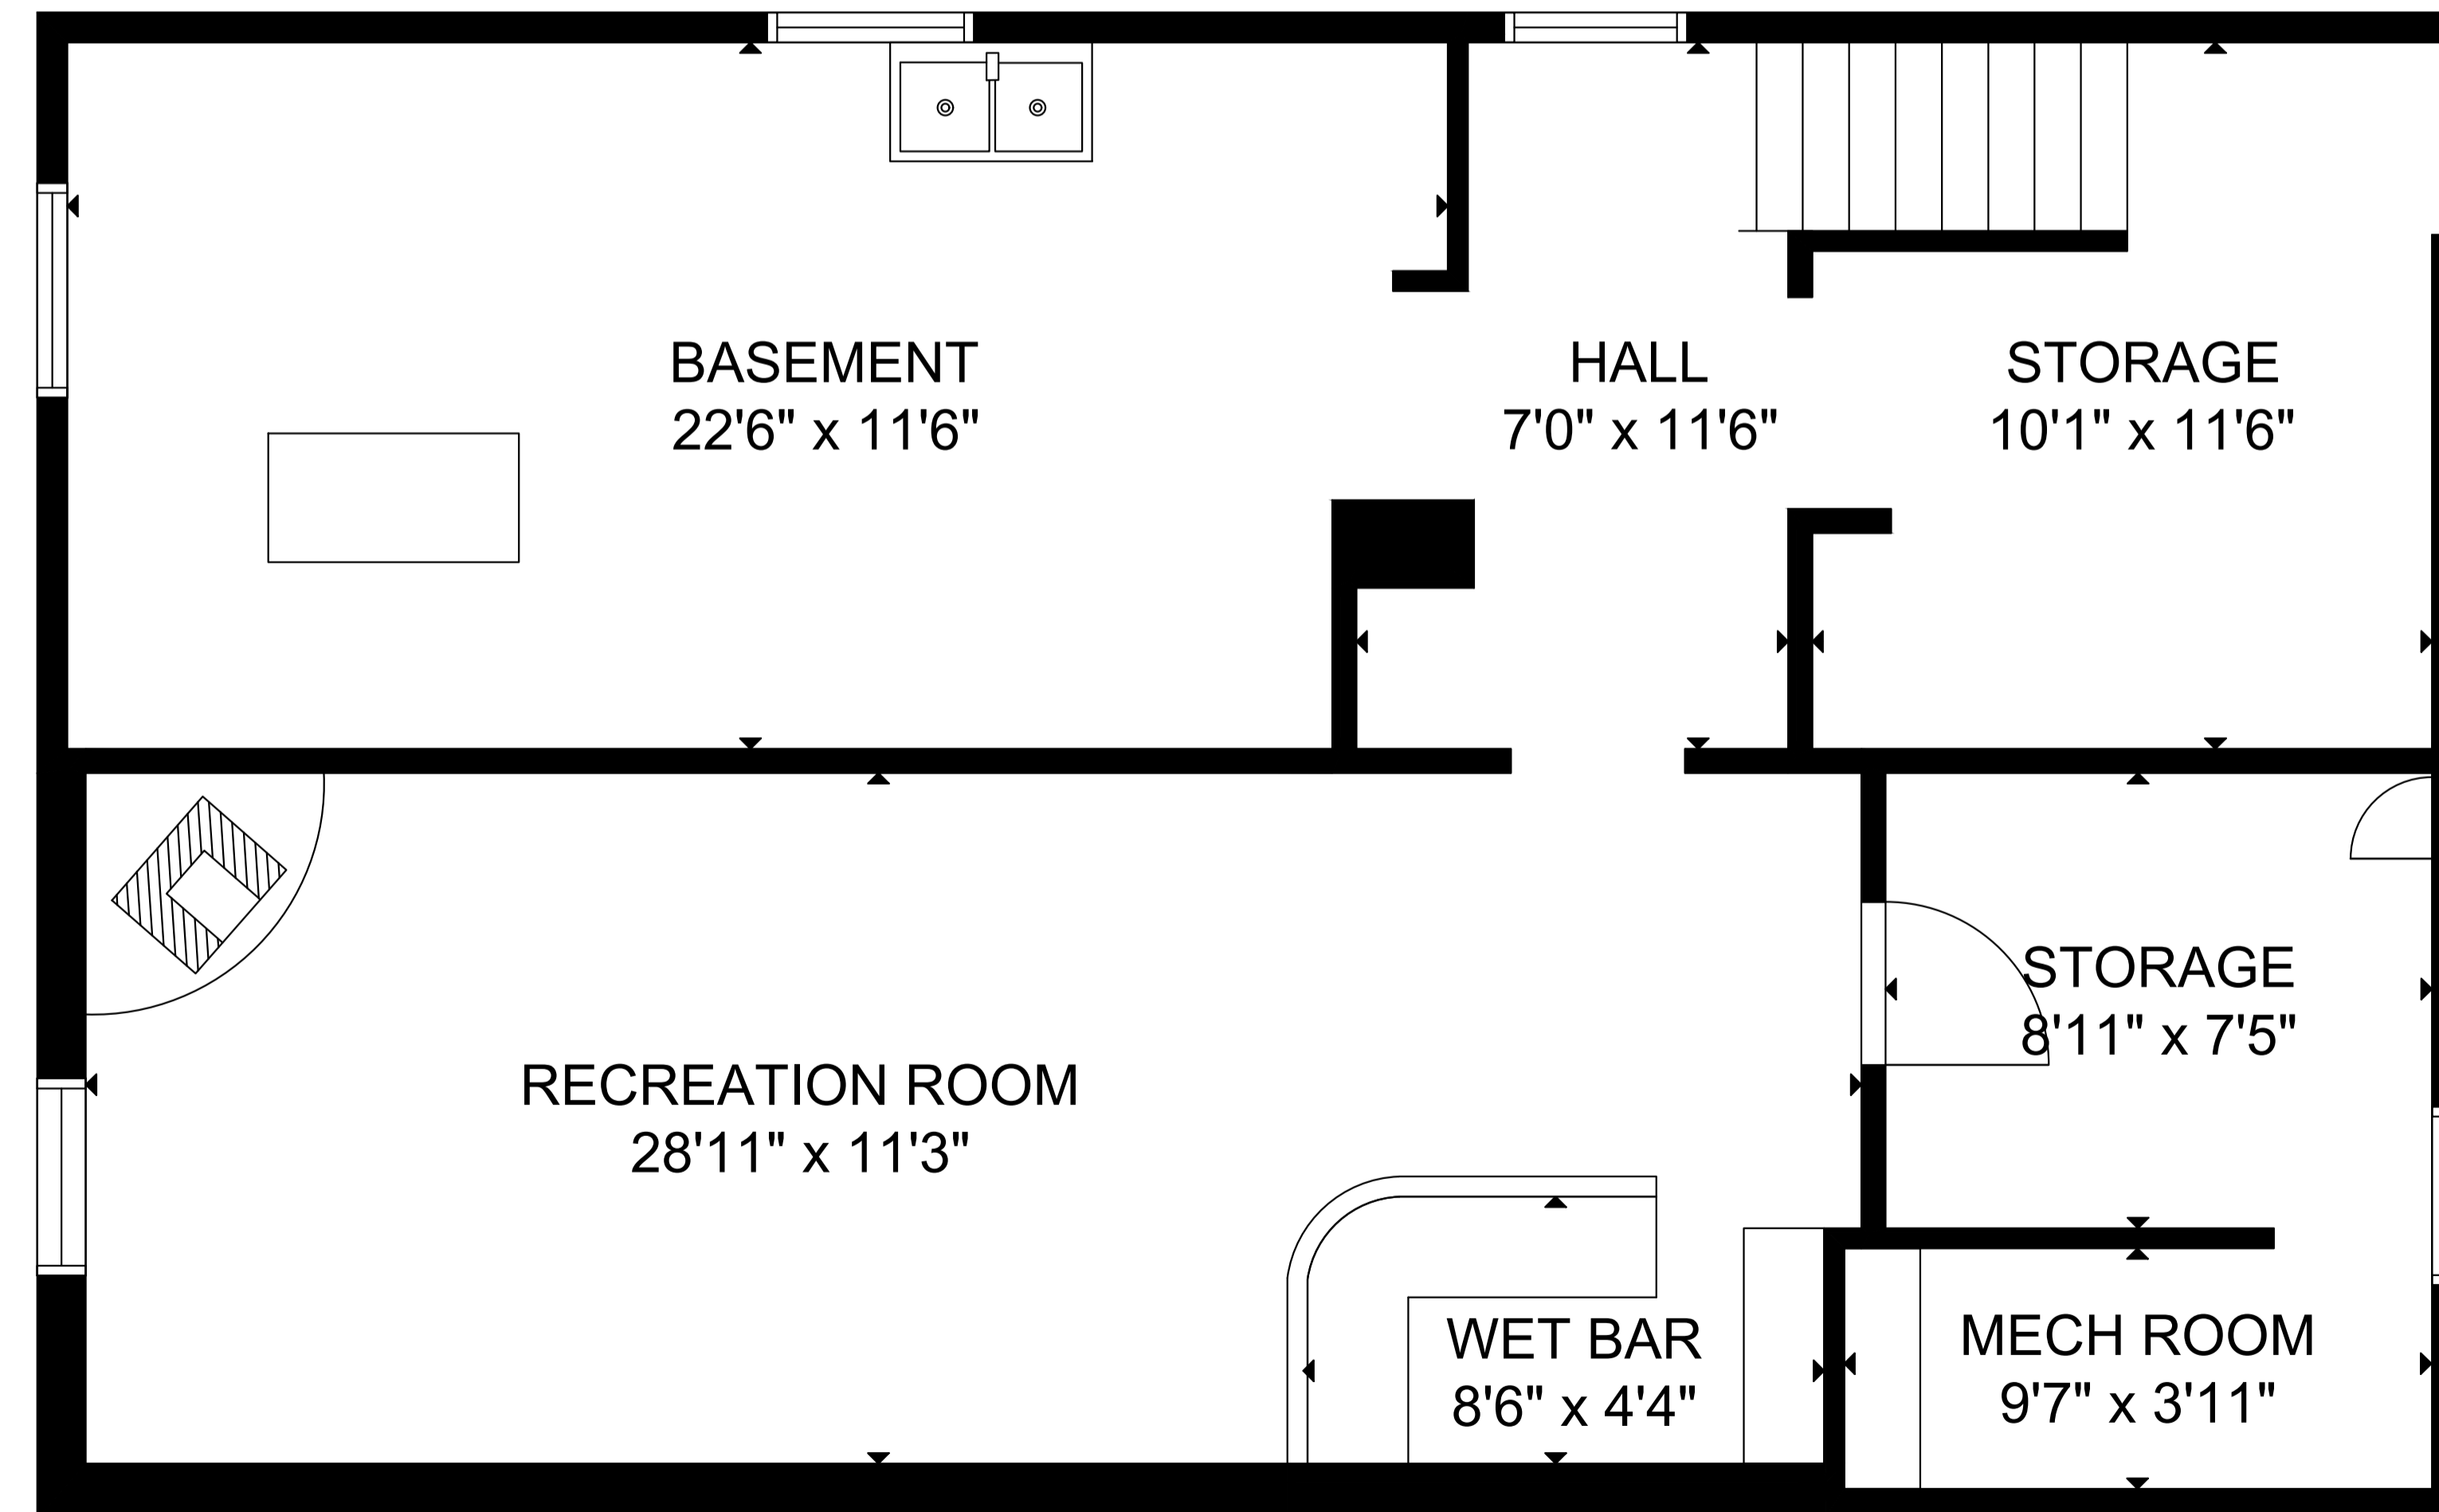 BASEMENT
22'6" x 11'6"
HALL
7'0" x 11'6"
STORAGE
10'1" x 11'6"
RECREATION ROOM
28'11" x 11'3"
STORAGE
8'11" x 7'5"
WET BAR
8'6" x 4'4"
MECH ROOM
9'7" x 3'11"